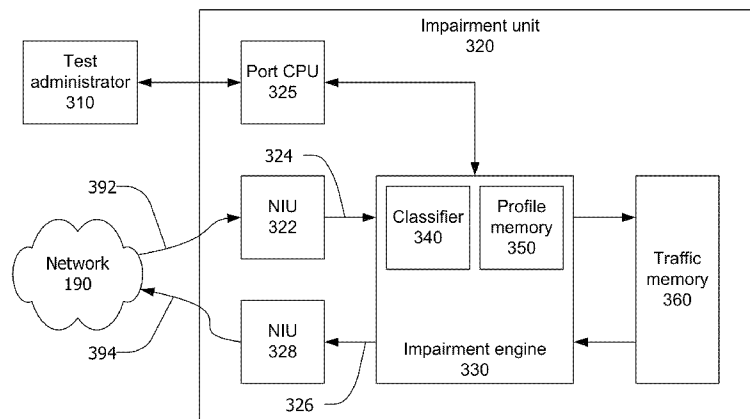 Impairment unit
320
Test
administrator
310
Port CPU
325
324
392
NIU
322
Classifier
340
Profile
memory
350
Network
190
Traffic
memory
360
NIU
328
394
326
Impairment engine
330